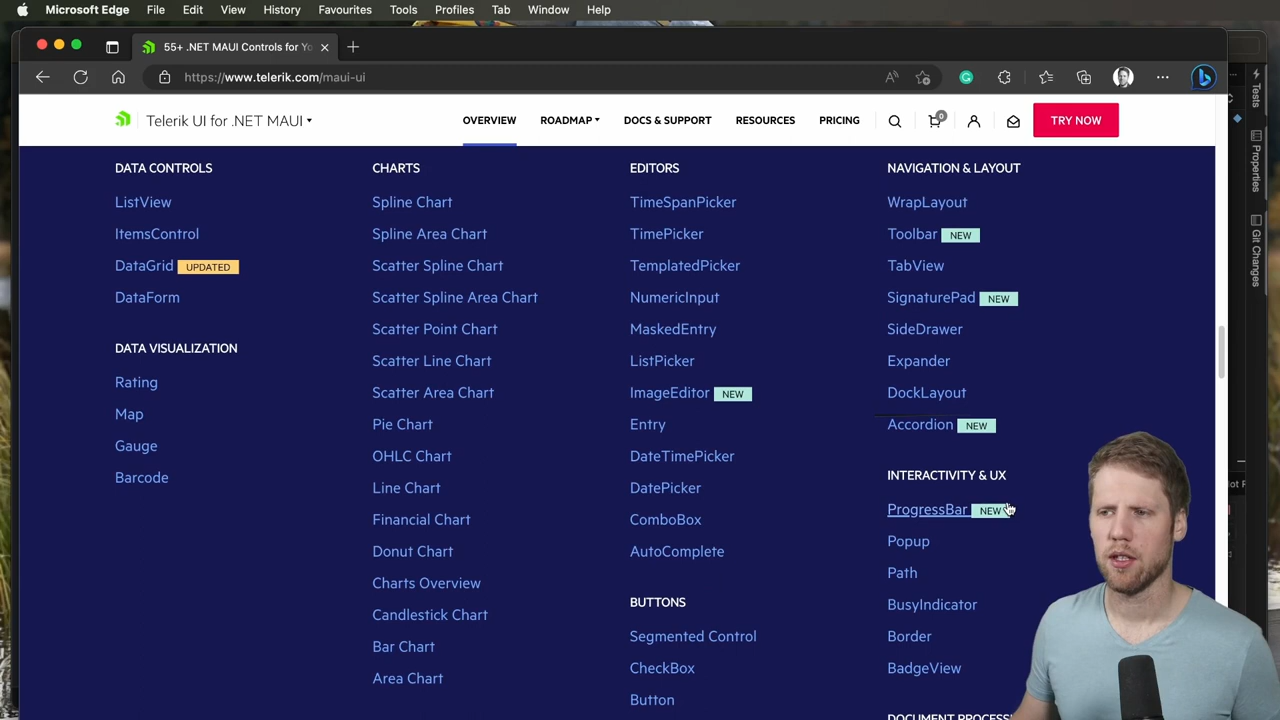 Microsoft Edge File Edit View History Favourites Tools Profiles Tab Window Help
55+ .NET MAUI Controls for Yo
https://www.telerik.com/maui-ui
Telerik UI for .NET MAUI
OVERVIEW ROADMAP DOCS & SUPPORT RESOURCES PRICING 0 TRY NOW
DATA CONTROLS
ListView
ItemsControl
DataGrid UPDATED
DataForm
DATA VISUALIZATION
Rating
Map
Gauge
Barcode
CHARTS
Spline Chart
Spline Area Chart
Scatter Spline Chart
Scatter Spline Area Chart
Scatter Point Chart
Scatter Line Chart
Scatter Area Chart
Pie Chart
OHLC Chart
Line Chart
Financial Chart
Donut Chart
Charts Overview
Candlestick Chart
Bar Chart
Area Chart
EDITORS
TimeSpanPicker
TimePicker
TemplatedPicker
NumericInput
MaskedEntry
ListPicker
ImageEditor NEW
Entry
DateTimePicker
DatePicker
ComboBox
AutoComplete
BUTTONS
Segmented Control
CheckBox
Button
NAVIGATION & LAYOUT
WrapLayout
Toolbar NEW
TabView
SignaturePad NEW
SideDrawer
Expander
DockLayout
Accordion NEW
INTERACTIVITY & UX
ProgressBar NEW
Popup
Path
BusyIndicator
Border
BadgeView
Tests
Properties
Git Changes